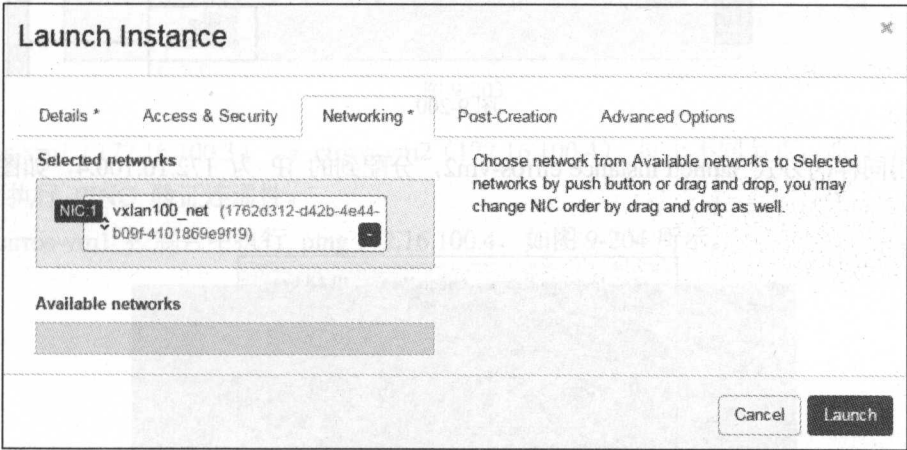 Launch Instance
×
Details * Access & Security Networking * Post-Creation Advanced Options
Selected networks
NIC:1 vxlan100_net (1762d312-d42b-4e44-
b09f-4101869e9f19)
-
Available networks
Choose network from Available networks to Selected
networks by push button or drag and drop, you may
change NIC order by drag and drop as well.
Cancel Launch